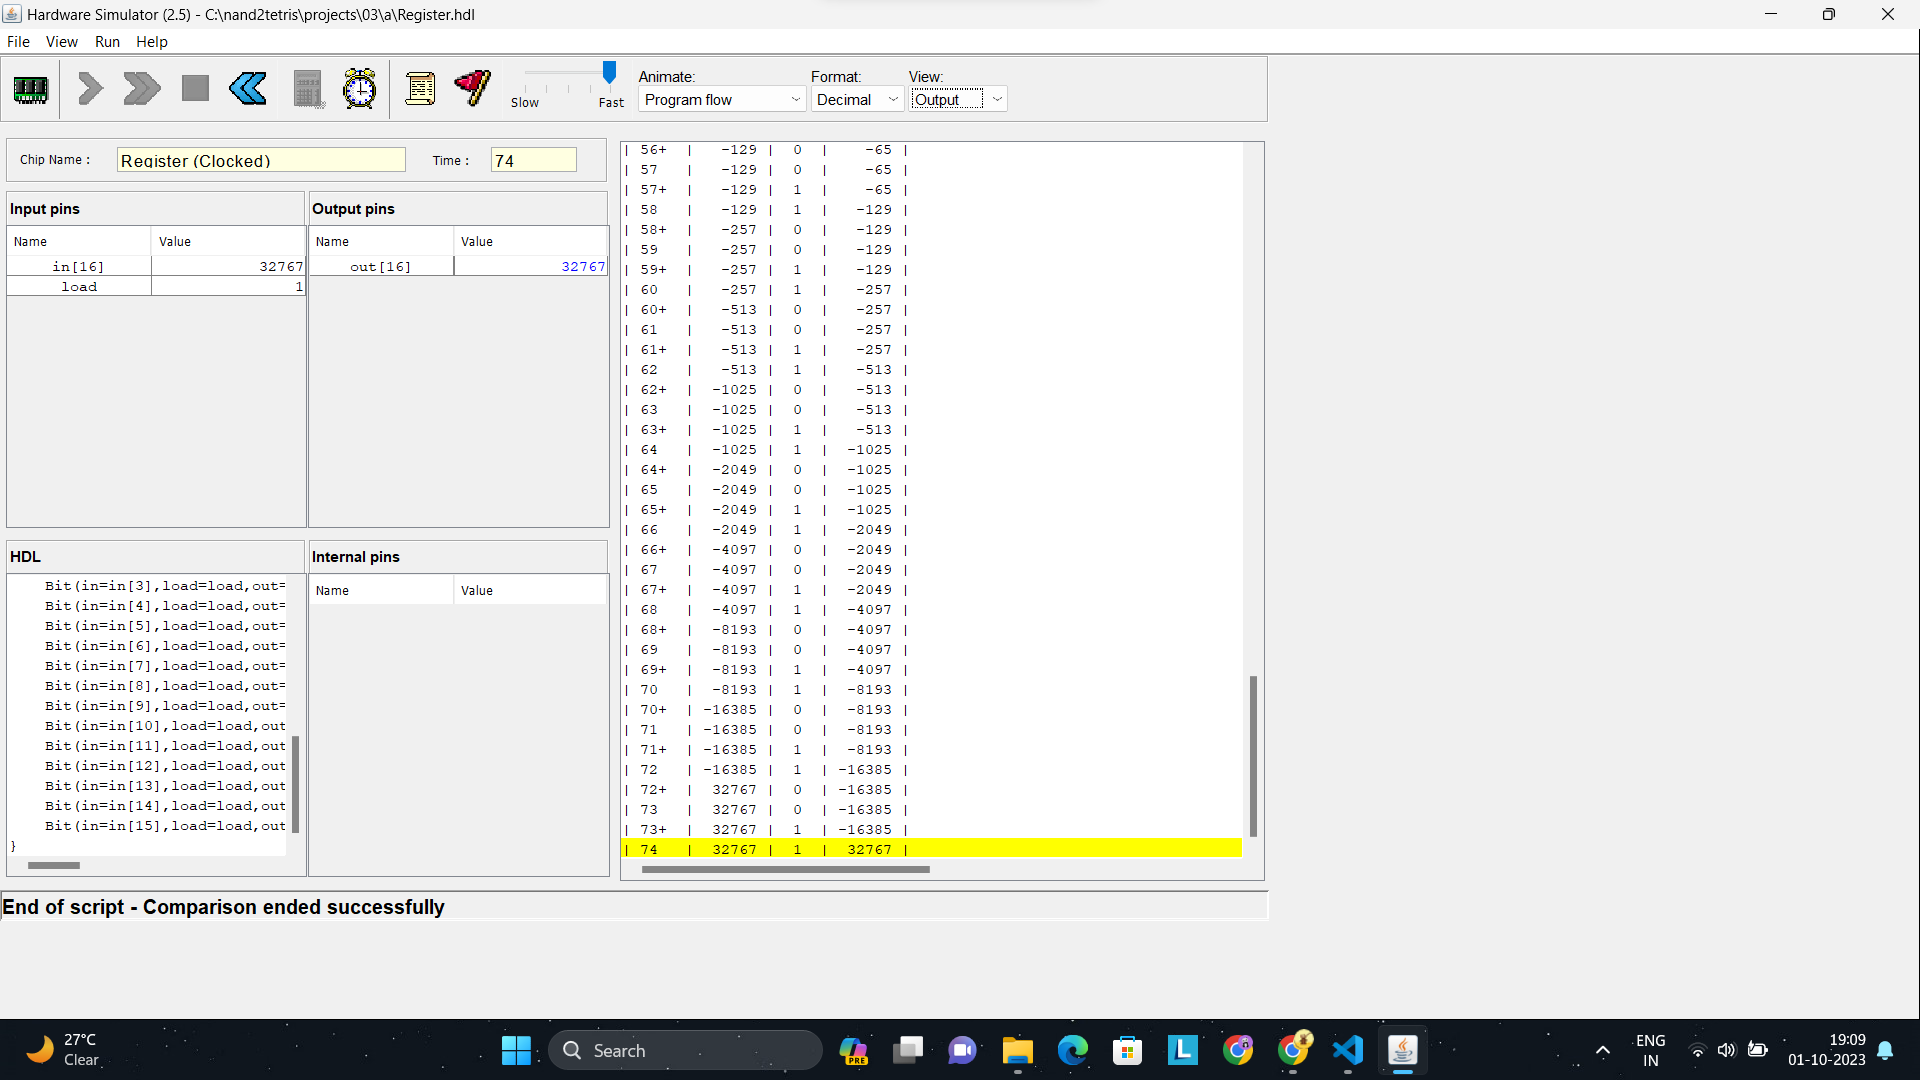 Hardware Simulator (2.5) - C:\nand2tetris\projects\03\a\Register.hdl
File View Run Help
Slow Fast
Animate: Format: View:
Program flow Decimal Output
Chip Name : Register (Clocked) Time : 74
Input pins
Name Value
in[16] 32767
load 1
Output pins
Name Value
out[16] 32767
HDL
Bit(in=in[3],load=load,out=
Bit(in=in[4],load=load,out=
Bit(in=in[5],load=load,out=
Bit(in=in[6],load=load,out=
Bit(in=in[7],load=load,out=
Bit(in=in[8],load=load,out=
Bit(in=in[9],load=load,out=
Bit(in=in[10],load=load,out
Bit(in=in[11],load=load,out
Bit(in=in[12],load=load,out
Bit(in=in[13],load=load,out
Bit(in=in[14],load=load,out
Bit(in=in[15],load=load,out
}
Internal pins
Name Value
| 56+ | -129 | 0 | -65 |
| 57 | -129 | 0 | -65 |
| 57+ | -129 | 1 | -65 |
| 58 | -129 | 1 | -129 |
| 58+ | -257 | 0 | -129 |
| 59 | -257 | 0 | -129 |
| 59+ | -257 | 1 | -129 |
| 60 | -257 | 1 | -257 |
| 60+ | -513 | 0 | -257 |
| 61 | -513 | 0 | -257 |
| 61+ | -513 | 1 | -257 |
| 62 | -513 | 1 | -513 |
| 62+ | -1025 | 0 | -513 |
| 63 | -1025 | 0 | -513 |
| 63+ | -1025 | 1 | -513 |
| 64 | -1025 | 1 | -1025 |
| 64+ | -2049 | 0 | -1025 |
| 65 | -2049 | 0 | -1025 |
| 65+ | -2049 | 1 | -1025 |
| 66 | -2049 | 1 | -2049 |
| 66+ | -4097 | 0 | -2049 |
| 67 | -4097 | 0 | -2049 |
| 67+ | -4097 | 1 | -2049 |
| 68 | -4097 | 1 | -4097 |
| 68+ | -8193 | 0 | -4097 |
| 69 | -8193 | 0 | -4097 |
| 69+ | -8193 | 1 | -4097 |
| 70 | -8193 | 1 | -8193 |
| 70+ | -16385 | 0 | -8193 |
| 71 | -16385 | 0 | -8193 |
| 71+ | -16385 | 1 | -8193 |
| 72 | -16385 | 1 | -16385 |
| 72+ | 32767 | 0 | -16385 |
| 73 | 32767 | 0 | -16385 |
| 73+ | 32767 | 1 | -16385 |
| 74 | 32767 | 1 | 32767 |
End of script - Comparison ended successfully
27°C
Clear
Search
PRE
L
ENG
IN
19:09
01-10-2023